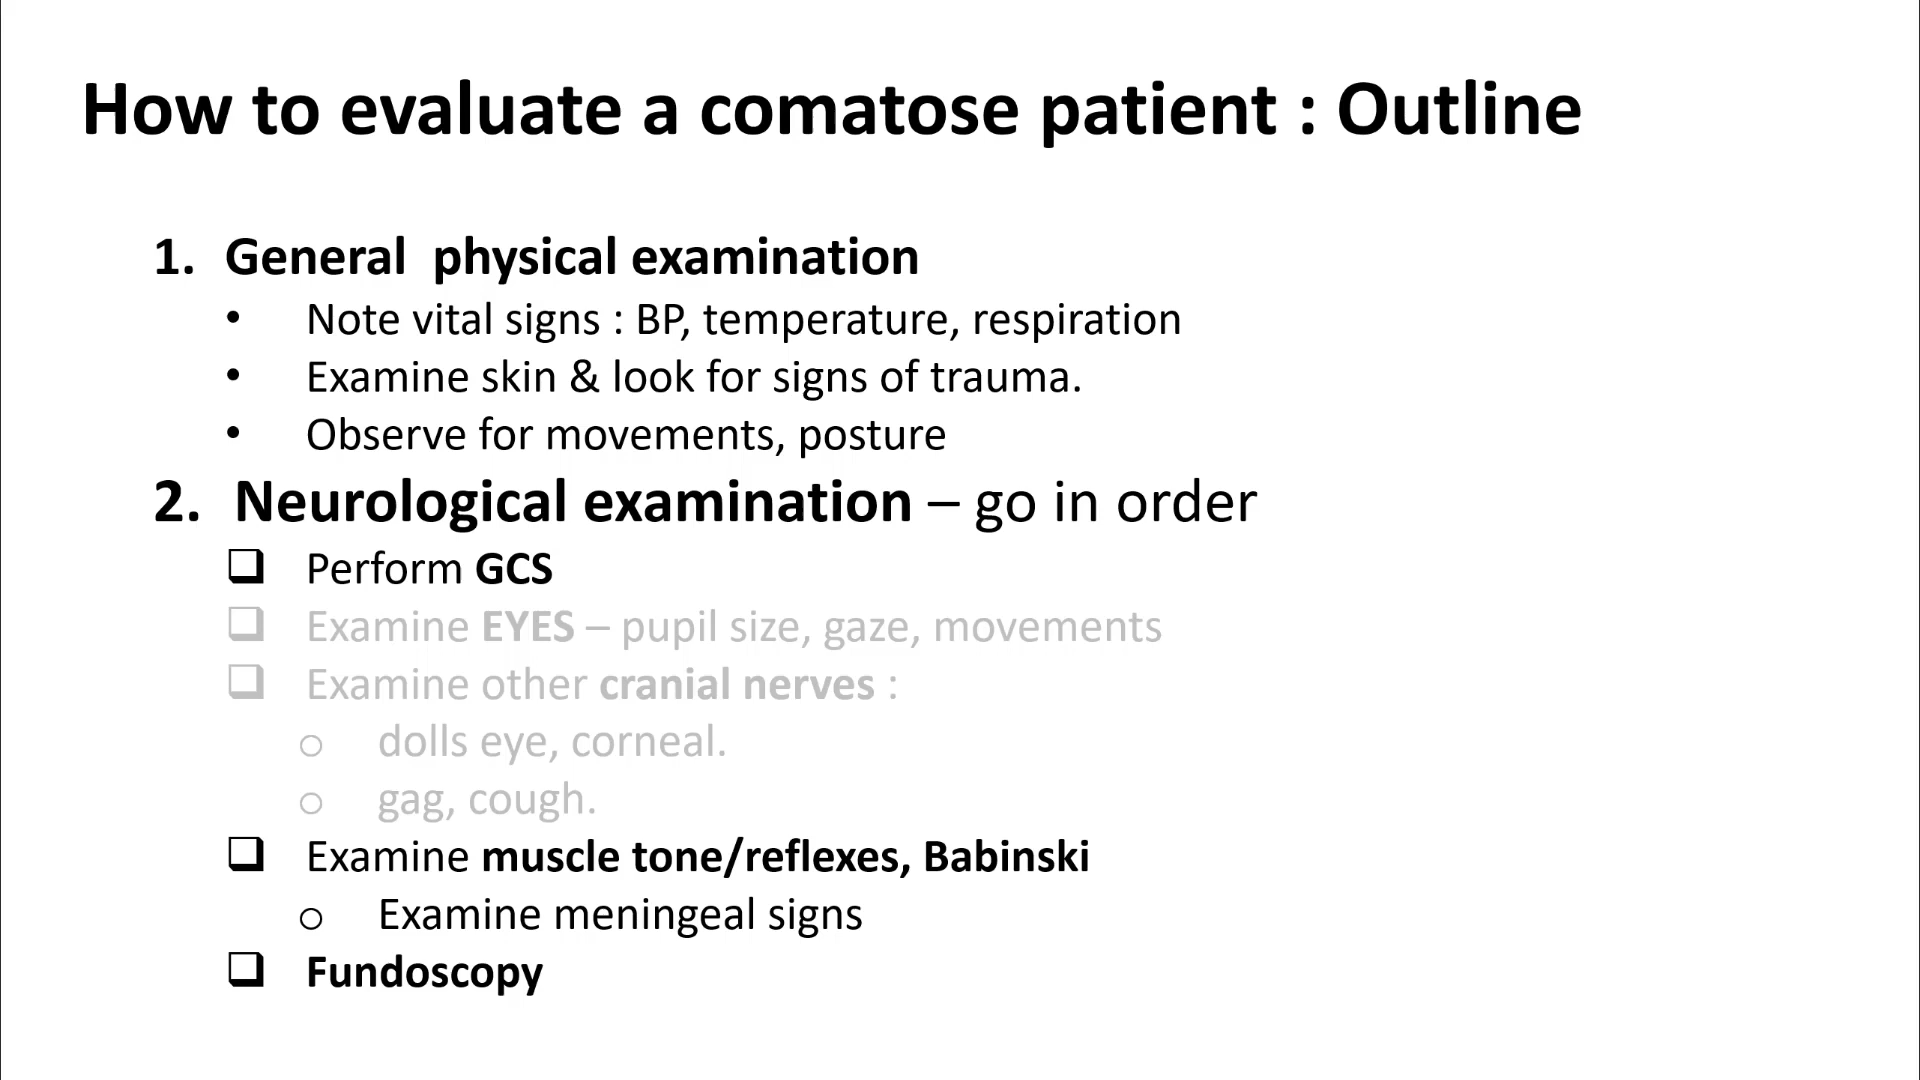 How to evaluate a comatose patient : Outline
1. General physical examination
• Note vital signs : BP, temperature, respiration
• Examine skin & look for signs of trauma.
• Observe for movements, posture
2. Neurological examination – go in order
❑ Perform GCS
❑ Examine EYES – pupil size, gaze, movements
❑ Examine other cranial nerves :
o dolls eye, corneal.
o gag, cough.
❑ Examine muscle tone/reflexes, Babinski
o Examine meningeal signs
❑ Fundoscopy